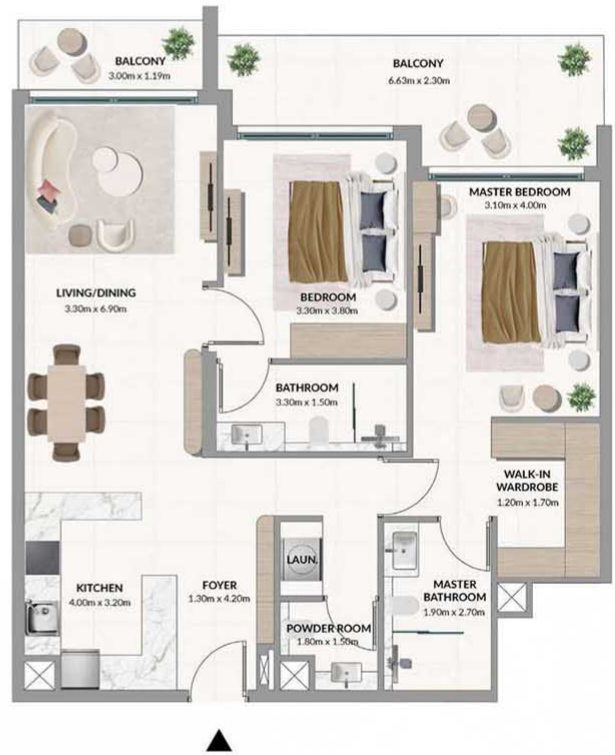 BALCONY
3.00m x 1.19m
BALCONY
6.63m x 2.30m
MASTER BEDROOM
3.10m x 4.00m
LIVING/DINING
3.30m x 6.90m
BEDROOM
3.30m x 3.80m
BATHROOM
3.30m x 1.50m
WALK-IN
WARDROBE
1.20m x 1.70m
LAUN.
KITCHEN
4.00m x 3.20m
FOYER
1.30m x 4.20m
MASTER
BATHROOM
1.90m x 2.70m
POWDER ROOM
1.80m x 1.50m